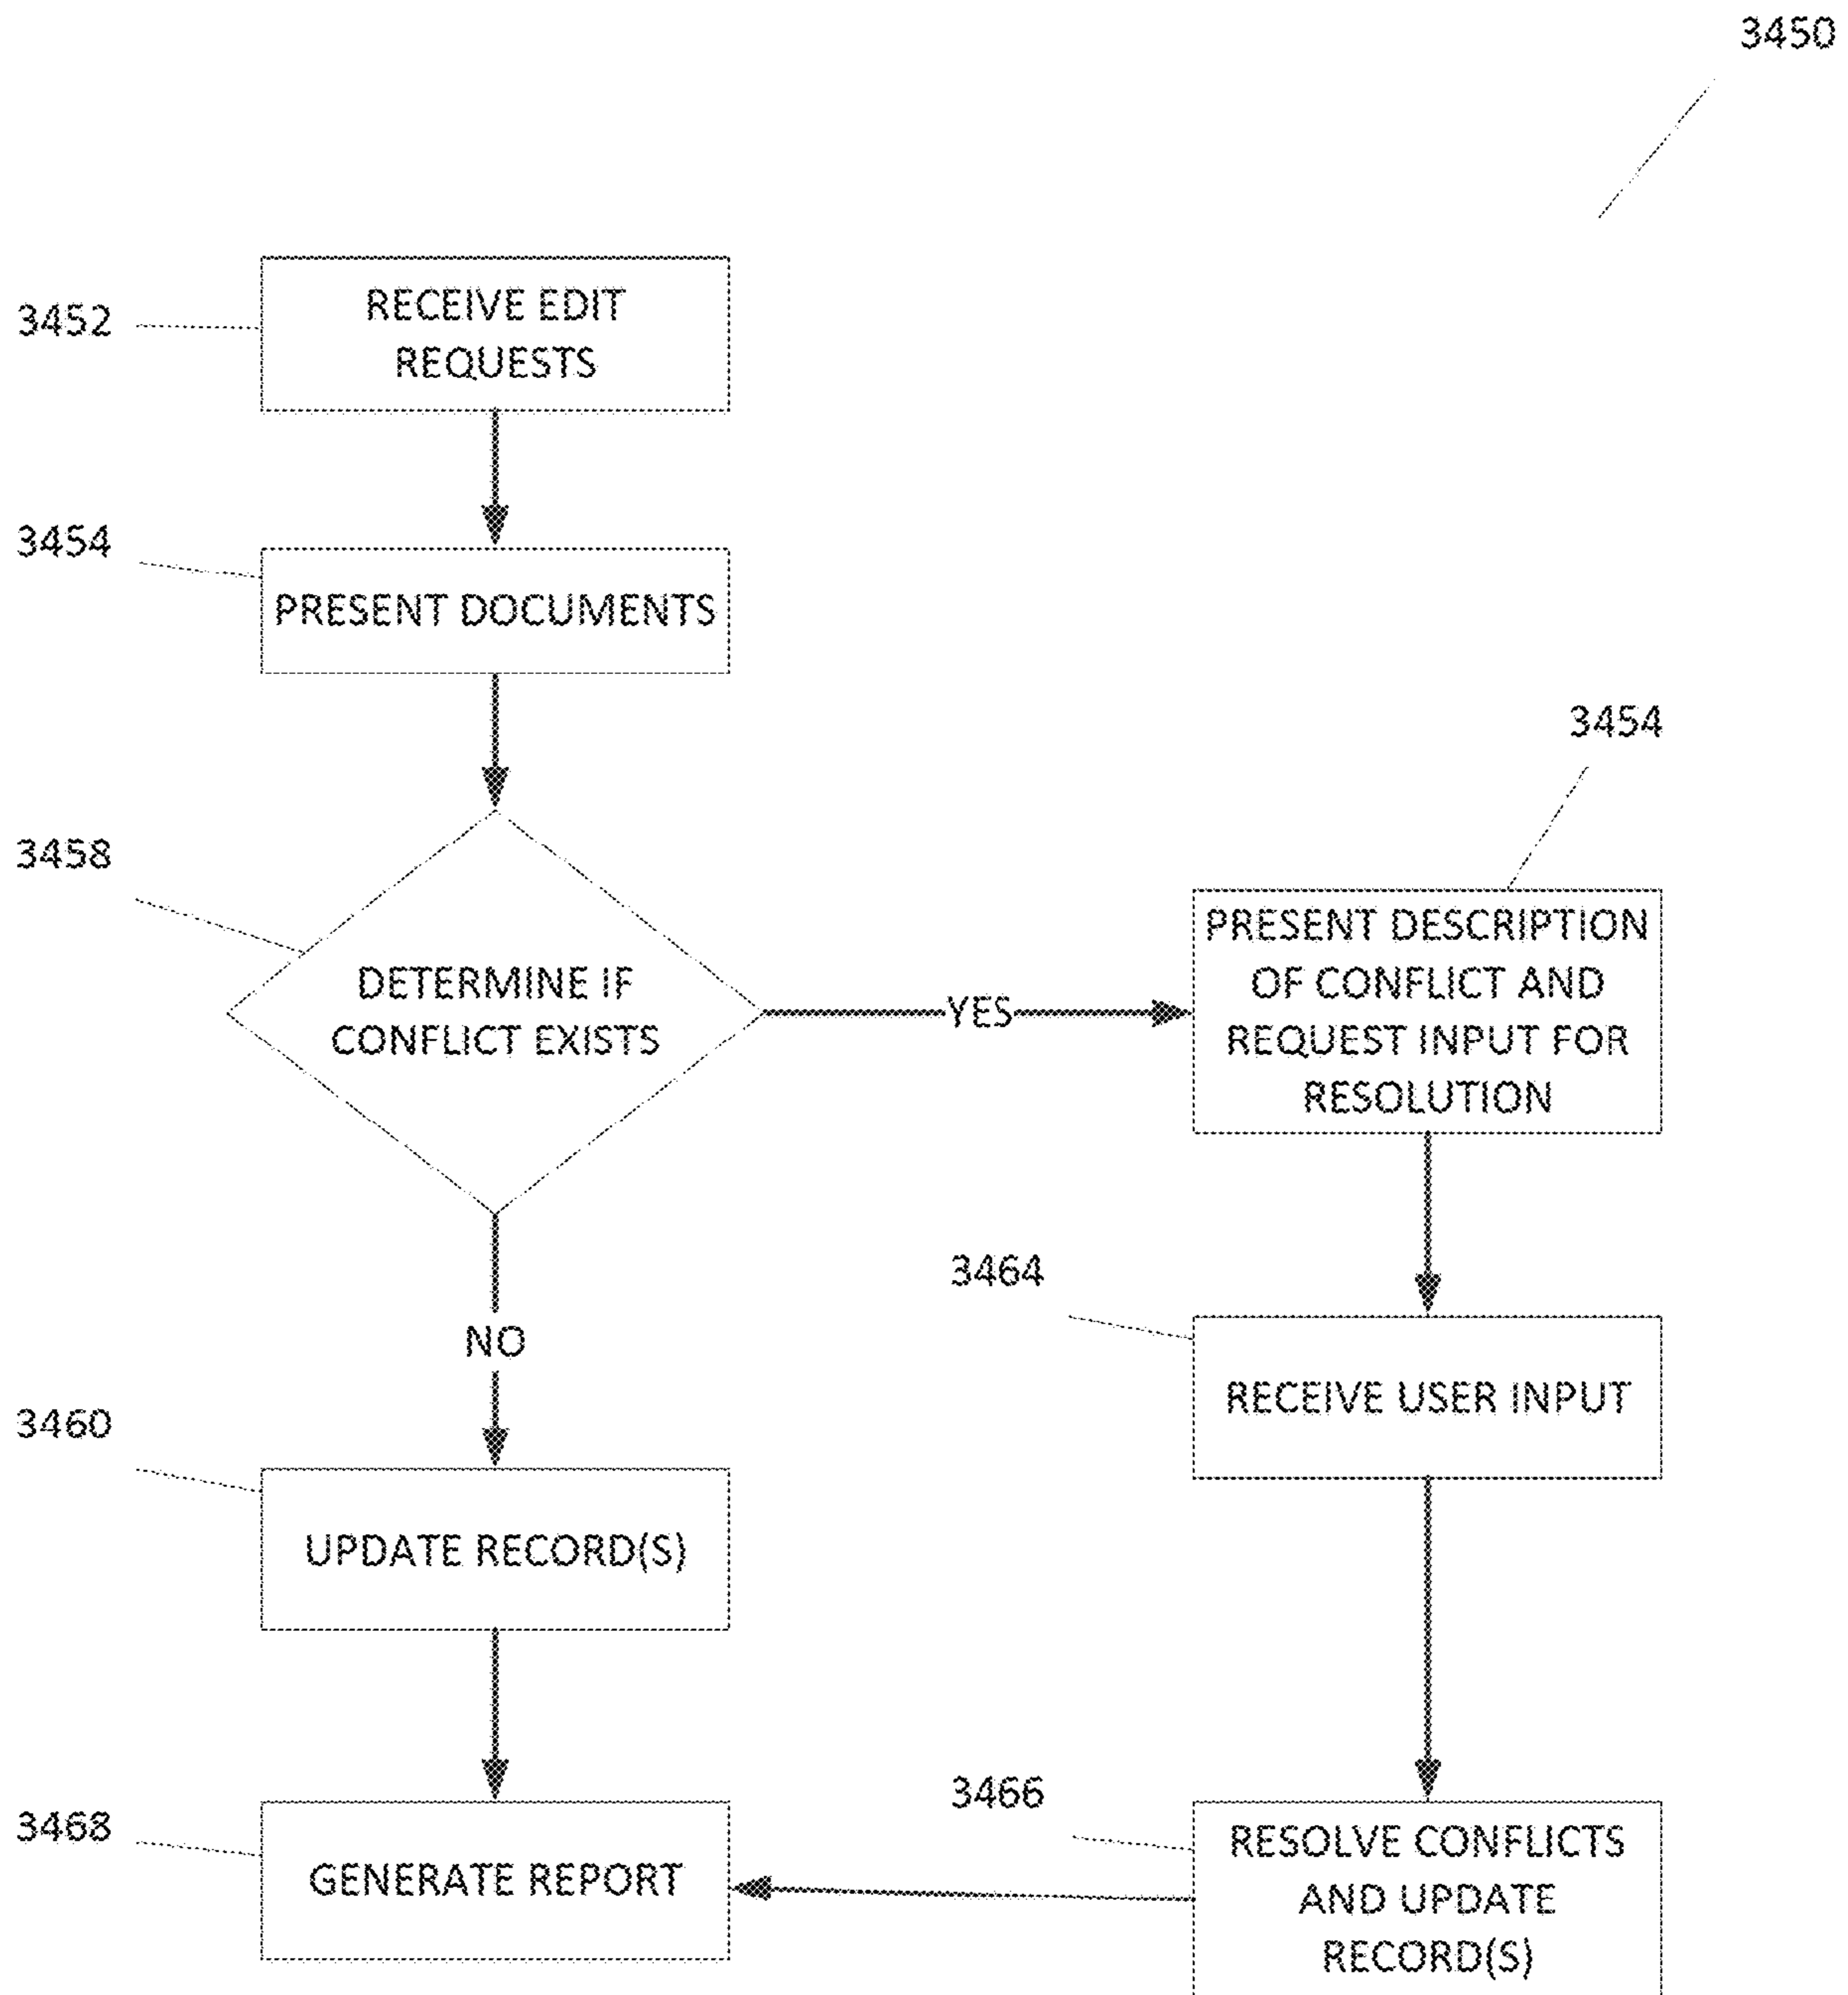 3450
3452
RECEIVE EDIT
REQUESTS
3454
PRESENT DOCUMENTS
3458
DETERMINE IF
CONFLICT EXISTS
YES
3454
PRESENT DESCRIPTION
OF CONFLICT AND
REQUEST INPUT FOR
RESOLUTION
NO
3464
RECEIVE USER INPUT
3460
UPDATE RECORD(S)
3466
RESOLVE CONFLICTS
AND UPDATE
RECORD(S)
3468
GENERATE REPORT